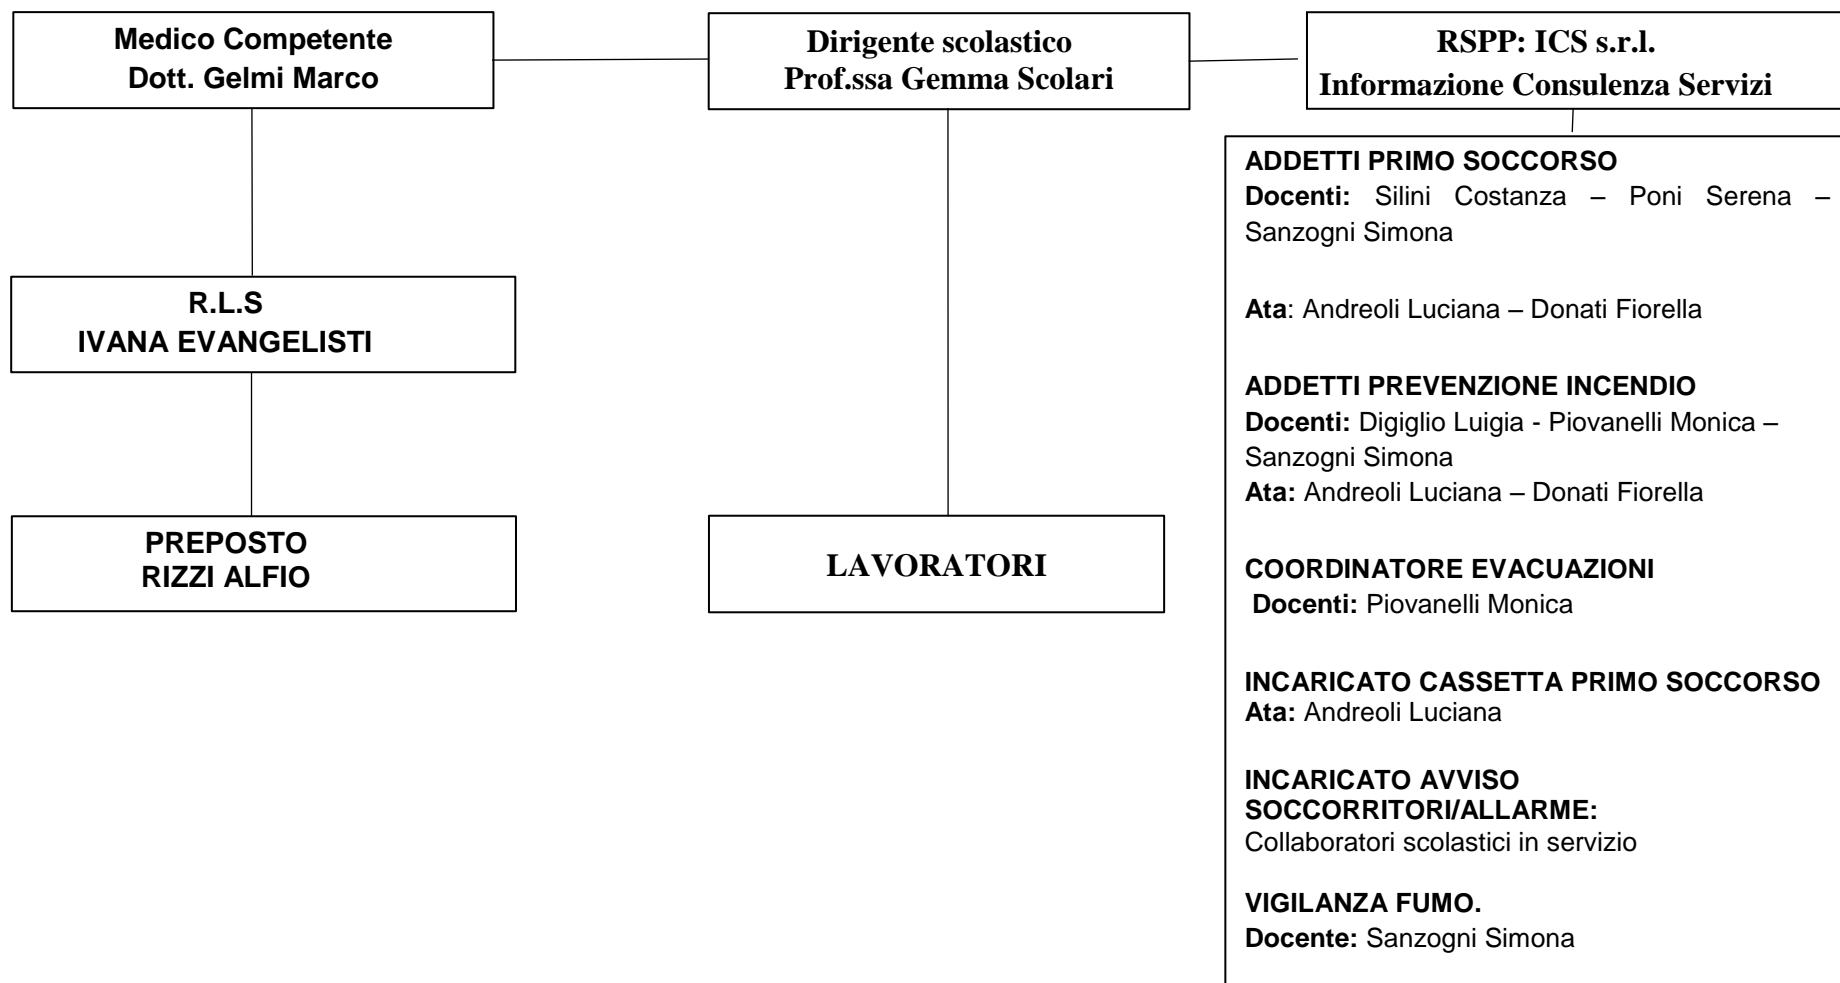 Medico Competente
Dott. Gelmi Marco
Dirigente scolastico
Prof.ssa Gemma Scolari
RSPP: ICS s.r.l.
Informazione Consulenza Servizi
R.L.S
IVANA EVANGELISTI
PREPOSTO
RIZZI ALFIO
LAVORATORI
ADDETTI PRIMO SOCCORSO
Docenti: Silini Costanza – Poni Serena –
Sanzogni Simona
Ata: Andreoli Luciana – Donati Fiorella
ADDETTI PREVENZIONE INCENDIO
Docenti: Digiglio Luigia - Piovanelli Monica –
Sanzogni Simona
Ata: Andreoli Luciana – Donati Fiorella
COORDINATORE EVACUAZIONI
Docenti: Piovanelli Monica
INCARICATO CASSETTA PRIMO SOCCORSO
Ata: Andreoli Luciana
INCARICATO AVVISO
SOCCORRITORI/ALLARME:
Collaboratori scolastici in servizio
VIGILANZA FUMO.
Docente: Sanzogni Simona